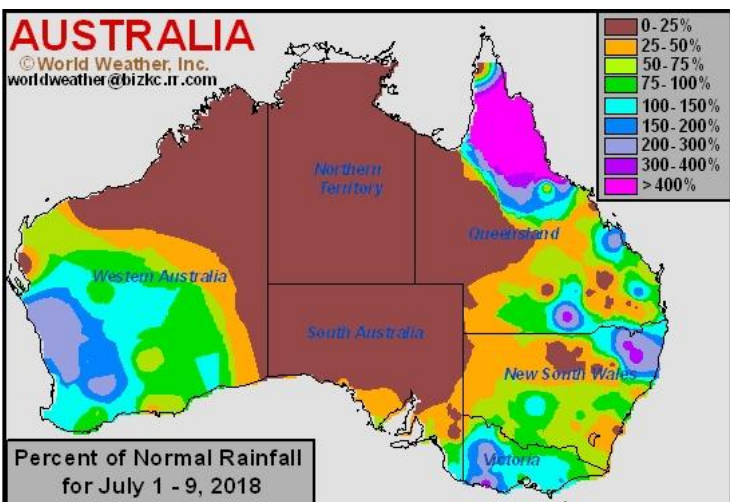 AUSTRALIA
© World Weather, Inc.
worldweather@bizkc.rr.com
0-25%
25-50%
50-75%
75-100%
100-150%
150-200%
200-300%
300-400%
>400%
Northern
Territory
Queensland
Western Australia
South Australia
New South Wales
Victoria
Percent of Normal Rainfall
for July 1 - 9, 2018